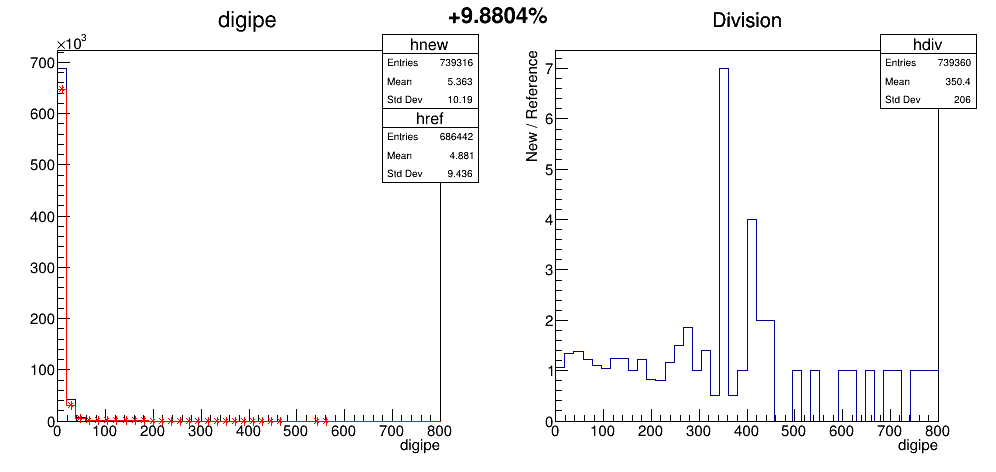 +9.8804%
digipe
×10³
700
600
500
400
300
200
100
0
0 100 200 300 400 500 600 700 800
digipe
hnew
Entries 739316
Mean 5.363
Std Dev 10.19
href
Entries 686442
Mean 4.881
Std Dev 9.436
Division
New / Reference
7
6
5
4
3
2
1
0
0 100 200 300 400 500 600 700 800
digipe
hdiv
Entries 739360
Mean 350.4
Std Dev 206